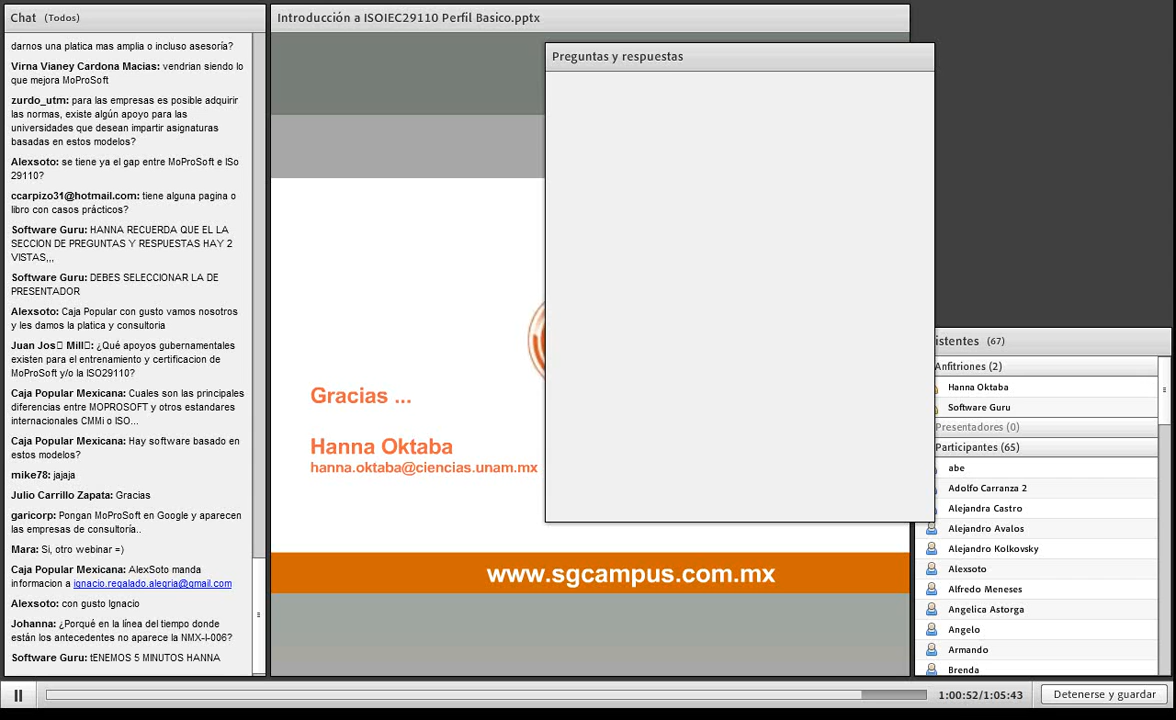 Chat (Todos)
darnos una platica mas amplia o incluso asesoría?
Virna Vianey Cardona Macias: vendrian siendo lo
que mejora MoProSoft
zurdo_utm: para las empresas es posible adquirir
las normas, existe algún apoyo para las
universidades que desean impartir asignaturas
basadas en estos modelos?
Alexsoto: se tiene ya el gap entre MoProSoft e ISo
29110?
ccarpizo31@hotmail.com: tiene alguna pagina o
libro con casos prácticos?
Software Guru: HANNA RECUERDA QUE EL LA
SECCION DE PREGUNTAS Y RESPUESTAS HAY 2
VISTAS,,,
Software Guru: DEBES SELECCIONAR LA DE
PRESENTADOR
Alexsoto: Caja Popular con gusto vamos nosotros
y les damos la platica y consultoria
Juan Jos□ Mill□: ¿Qué apoyos gubernamentales
existen para el entrenamiento y certificacion de
MoProSoft y/o la ISO29110?
Caja Popular Mexicana: Cuales son las principales
diferencias entre MOPROSOFT y otros estandares
internacionales CMMi o ISO...
Caja Popular Mexicana: Hay software basado en
estos modelos?
mike78: jajaja
Julio Carrillo Zapata: Gracias
garicorp: Pongan MoProSoft en Google y aparecen
las empresas de consultoría..
Mara: Si, otro webinar =)
Caja Popular Mexicana: AlexSoto manda
informacion a ignacio.regalado.alegria@gmail.com
Alexsoto: con gusto Ignacio
Johanna: ¿Porqué en la línea del tiempo donde
están los antecedentes no aparece la NMX-I-006?
Software Guru: tENEMOS 5 MINUTOS HANNA
Introducción a ISOIEC29110 Perfil Basico.pptx
Preguntas y respuestas
Gracias ...
Hanna Oktaba
hanna.oktaba@ciencias.unam.mx
www.sgcampus.com.mx
istentes (67)
Anfitriones (2)
Hanna Oktaba
Software Guru
Presentadores (0)
Participantes (65)
abe
Adolfo Carranza 2
Alejandra Castro
Alejandro Avalos
Alejandro Kolkovsky
Alexsoto
Alfredo Meneses
Angelica Astorga
Angelo
Armando
Brenda
1:00:52/1:05:43
Detenerse y guardar